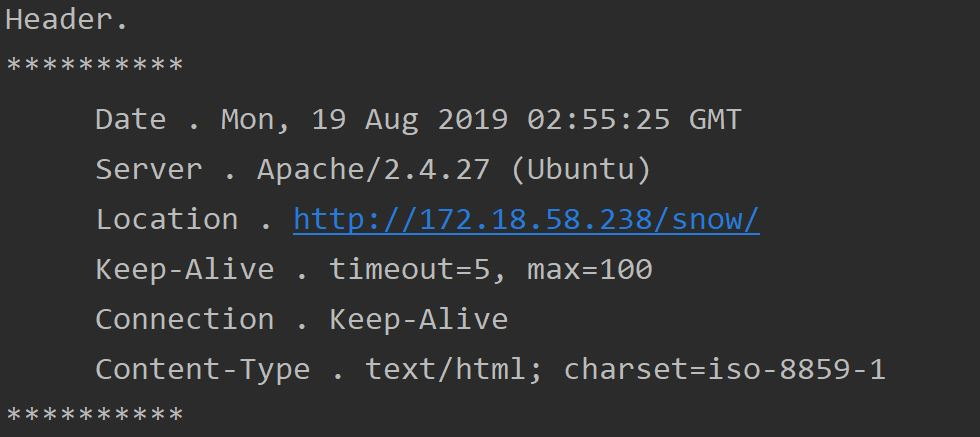 Header.
**********
Date . Mon, 19 Aug 2019 02:55:25 GMT
Server . Apache/2.4.27 (Ubuntu)
Location . http://172.18.58.238/snow/
Keep-Alive . timeout=5, max=100
Connection . Keep-Alive
Content-Type . text/html; charset=iso-8859-1
**********